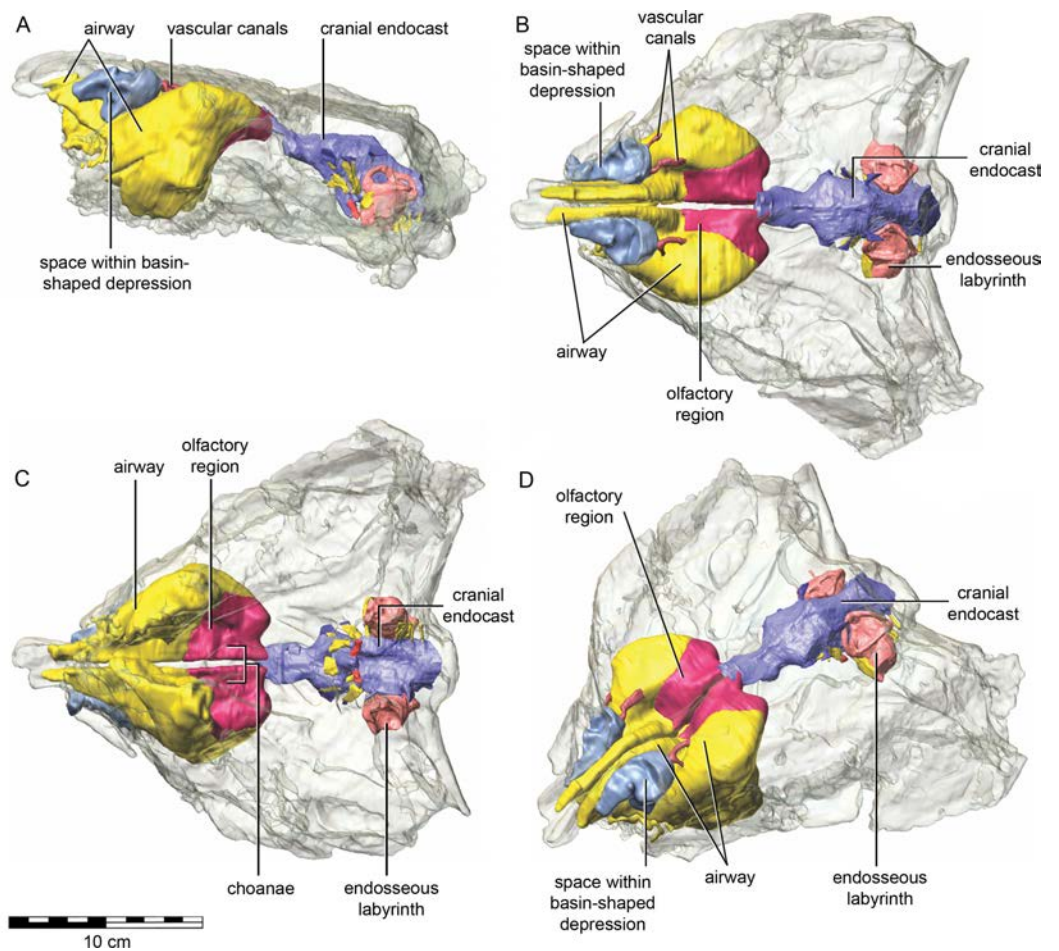 A
airway
vascular canals
cranial endocast
space within basin-
shaped depression
B
vascular
canals
space within
basin-shaped
depression
cranial
endocast
endosseous
labyrinth
airway
olfactory
region
C
olfactory
region
airway
cranial
endocast
choanae
endosseous
labyrinth
D
olfactory
region
cranial
endocast
space within
basin-shaped
depression
airway
endosseous
labyrinth
10 cm